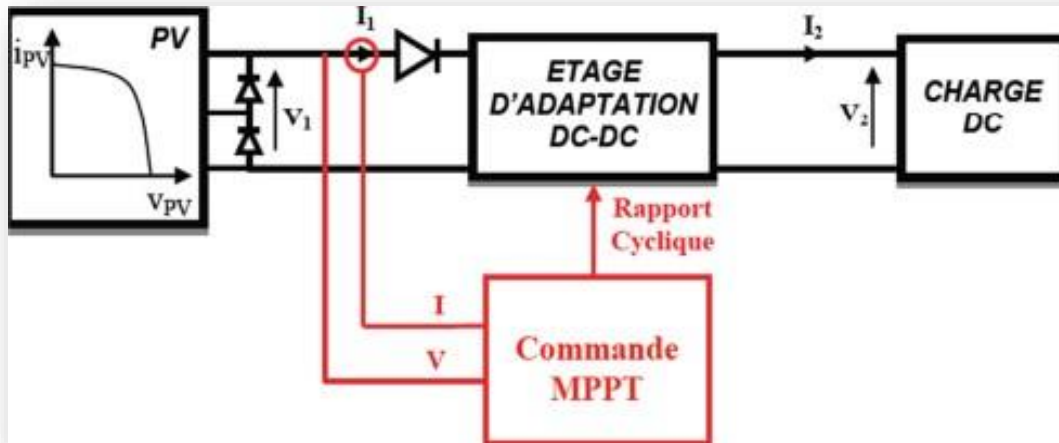 PV
iPV
vPV
V1
I1
ETAGE
D'ADAPTATION
DC-DC
I2
V2
CHARGE
DC
Rapport
Cyclique
I
V
Commande
MPPT